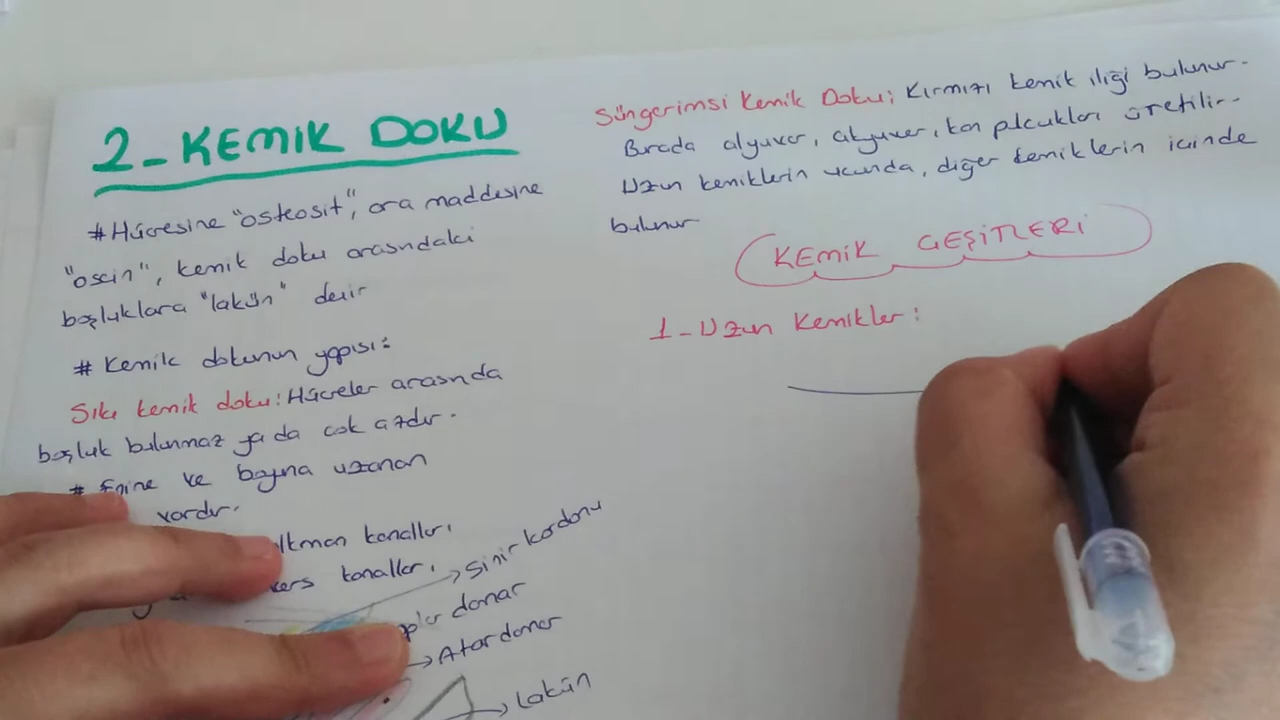 2- KEMİK DOKU
# Hücresine "osteosit", ara maddesine
"osein", kemik doku arasındaki
boşluklara "lakün" denir
# Kemik dokunun yapısı:
Sıkı kemik doku: Hücreler arasında
boşluk bulunmaz ya da çok azdır.
# Enine ve boyna uzanan
vardır.
kanalları
kanalları
Sinir kordonu
damar
Atardamar
Lakün
Süngerimsi Kemik Doku; Kırmızı kemik iliği bulunur.
Burada alyuvar, akyuvar, kan pulcukları üretilir.
Uzun kemiklerin ucunda, diğer kemiklerin içinde
bulunur
KEMİK ÇEŞİTLERİ
1- Uzun Kemikler: